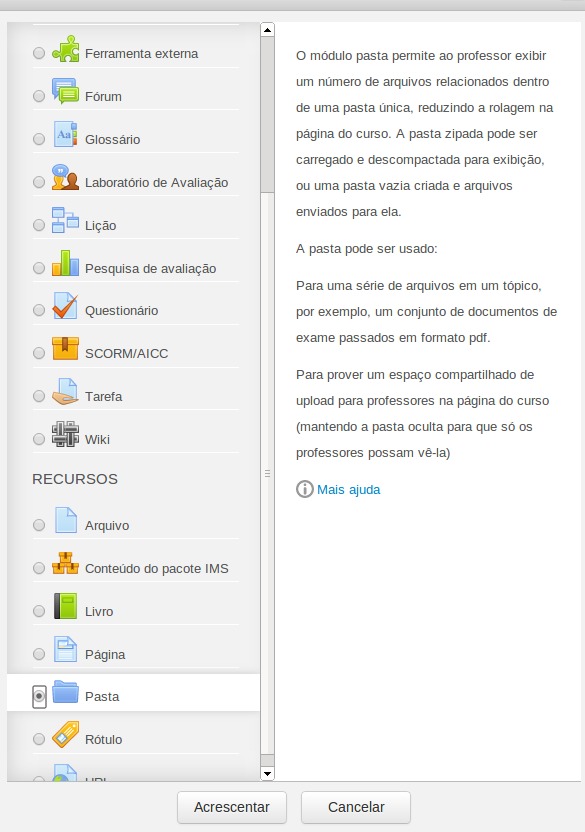 Ferramenta externa
Fórum
Glossário
Laboratório de Avaliação
Lição
Pesquisa de avaliação
Questionário
SCORM/AICC
Tarefa
Wiki
RECURSOS
Arquivo
Conteúdo do pacote IMS
Livro
Página
Pasta
Rótulo
URL
O módulo pasta permite ao professor exibir
um número de arquivos relacionados dentro
de uma pasta única, reduzindo a rolagem na
página do curso. A pasta zipada pode ser
carregado e descompactada para exibição,
ou uma pasta vazia criada e arquivos
enviados para ela.
A pasta pode ser usado:
Para uma série de arquivos em um tópico,
por exemplo, um conjunto de documentos de
exame passados em formato pdf.
Para prover um espaço compartilhado de
upload para professores na página do curso
(mantendo a pasta oculta para que só os
professores possam vê-la)
Mais ajuda
Acrescentar
Cancelar